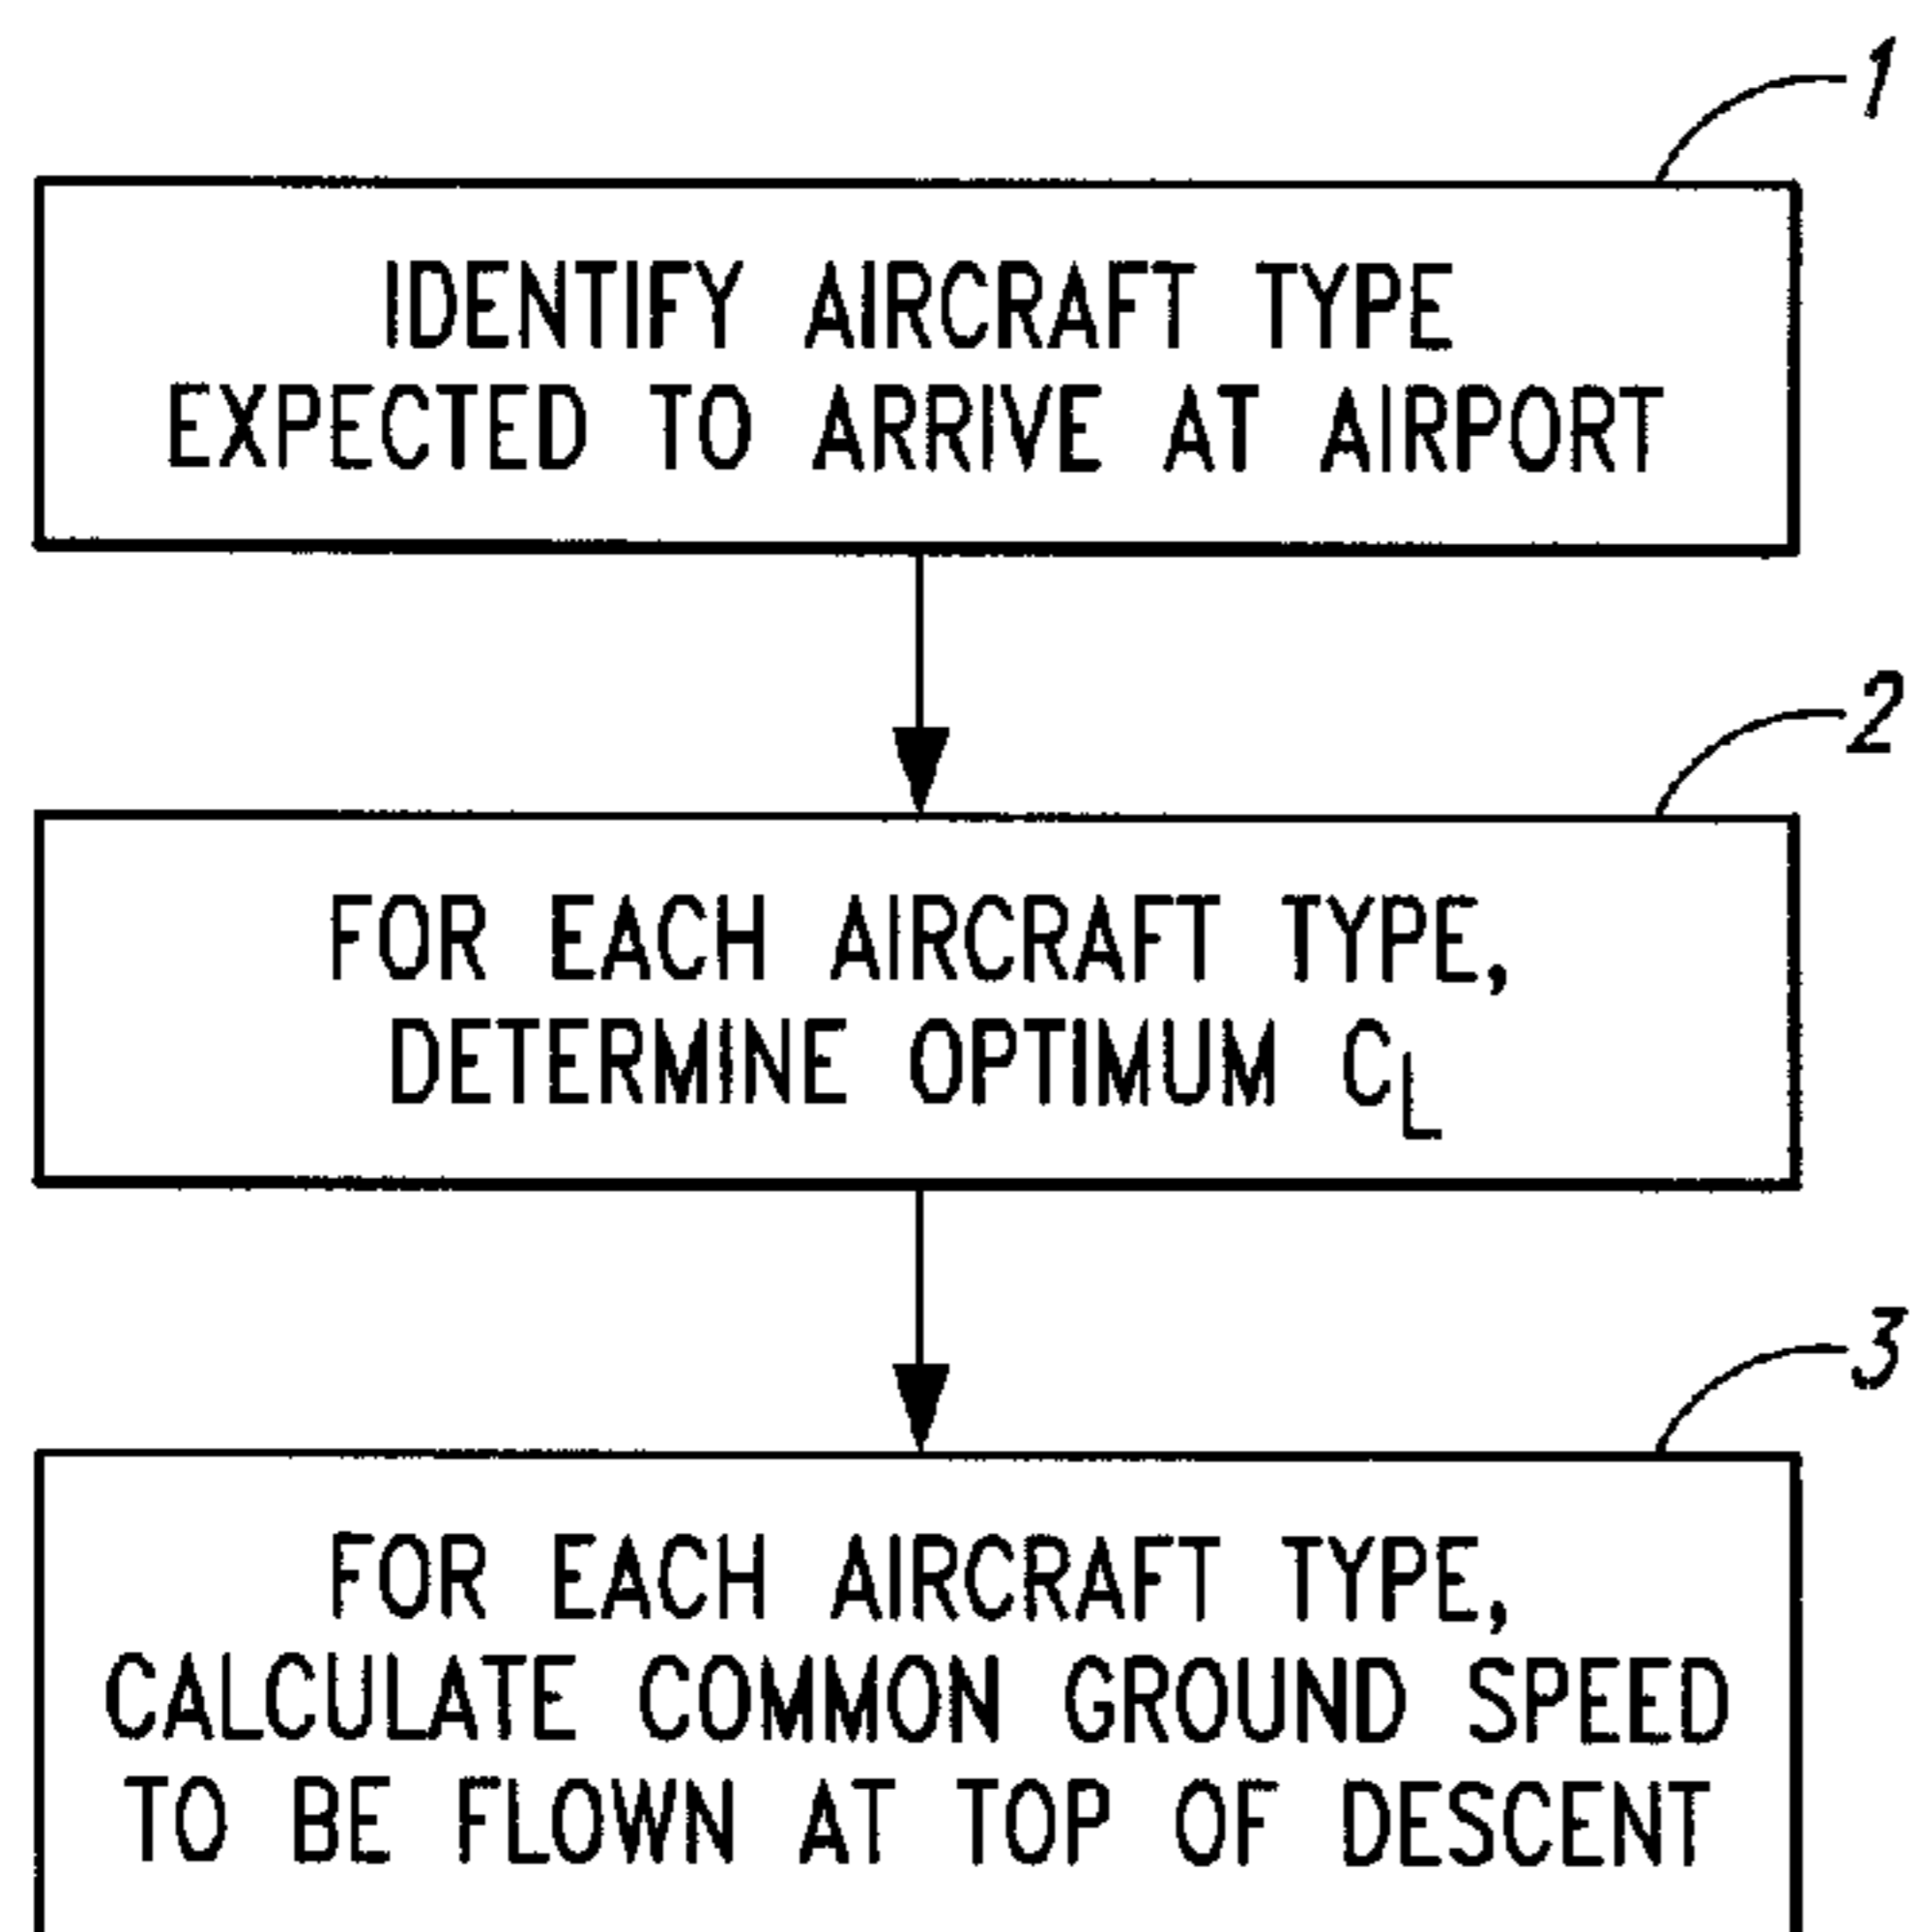 1
IDENTIFY AIRCRAFT TYPE
EXPECTED TO ARRIVE AT AIRPORT
2
FOR EACH AIRCRAFT TYPE,
DETERMINE OPTIMUM CL
3
FOR EACH AIRCRAFT TYPE,
CALCULATE COMMON GROUND SPEED
TO BE FLOWN AT TOP OF DESCENT